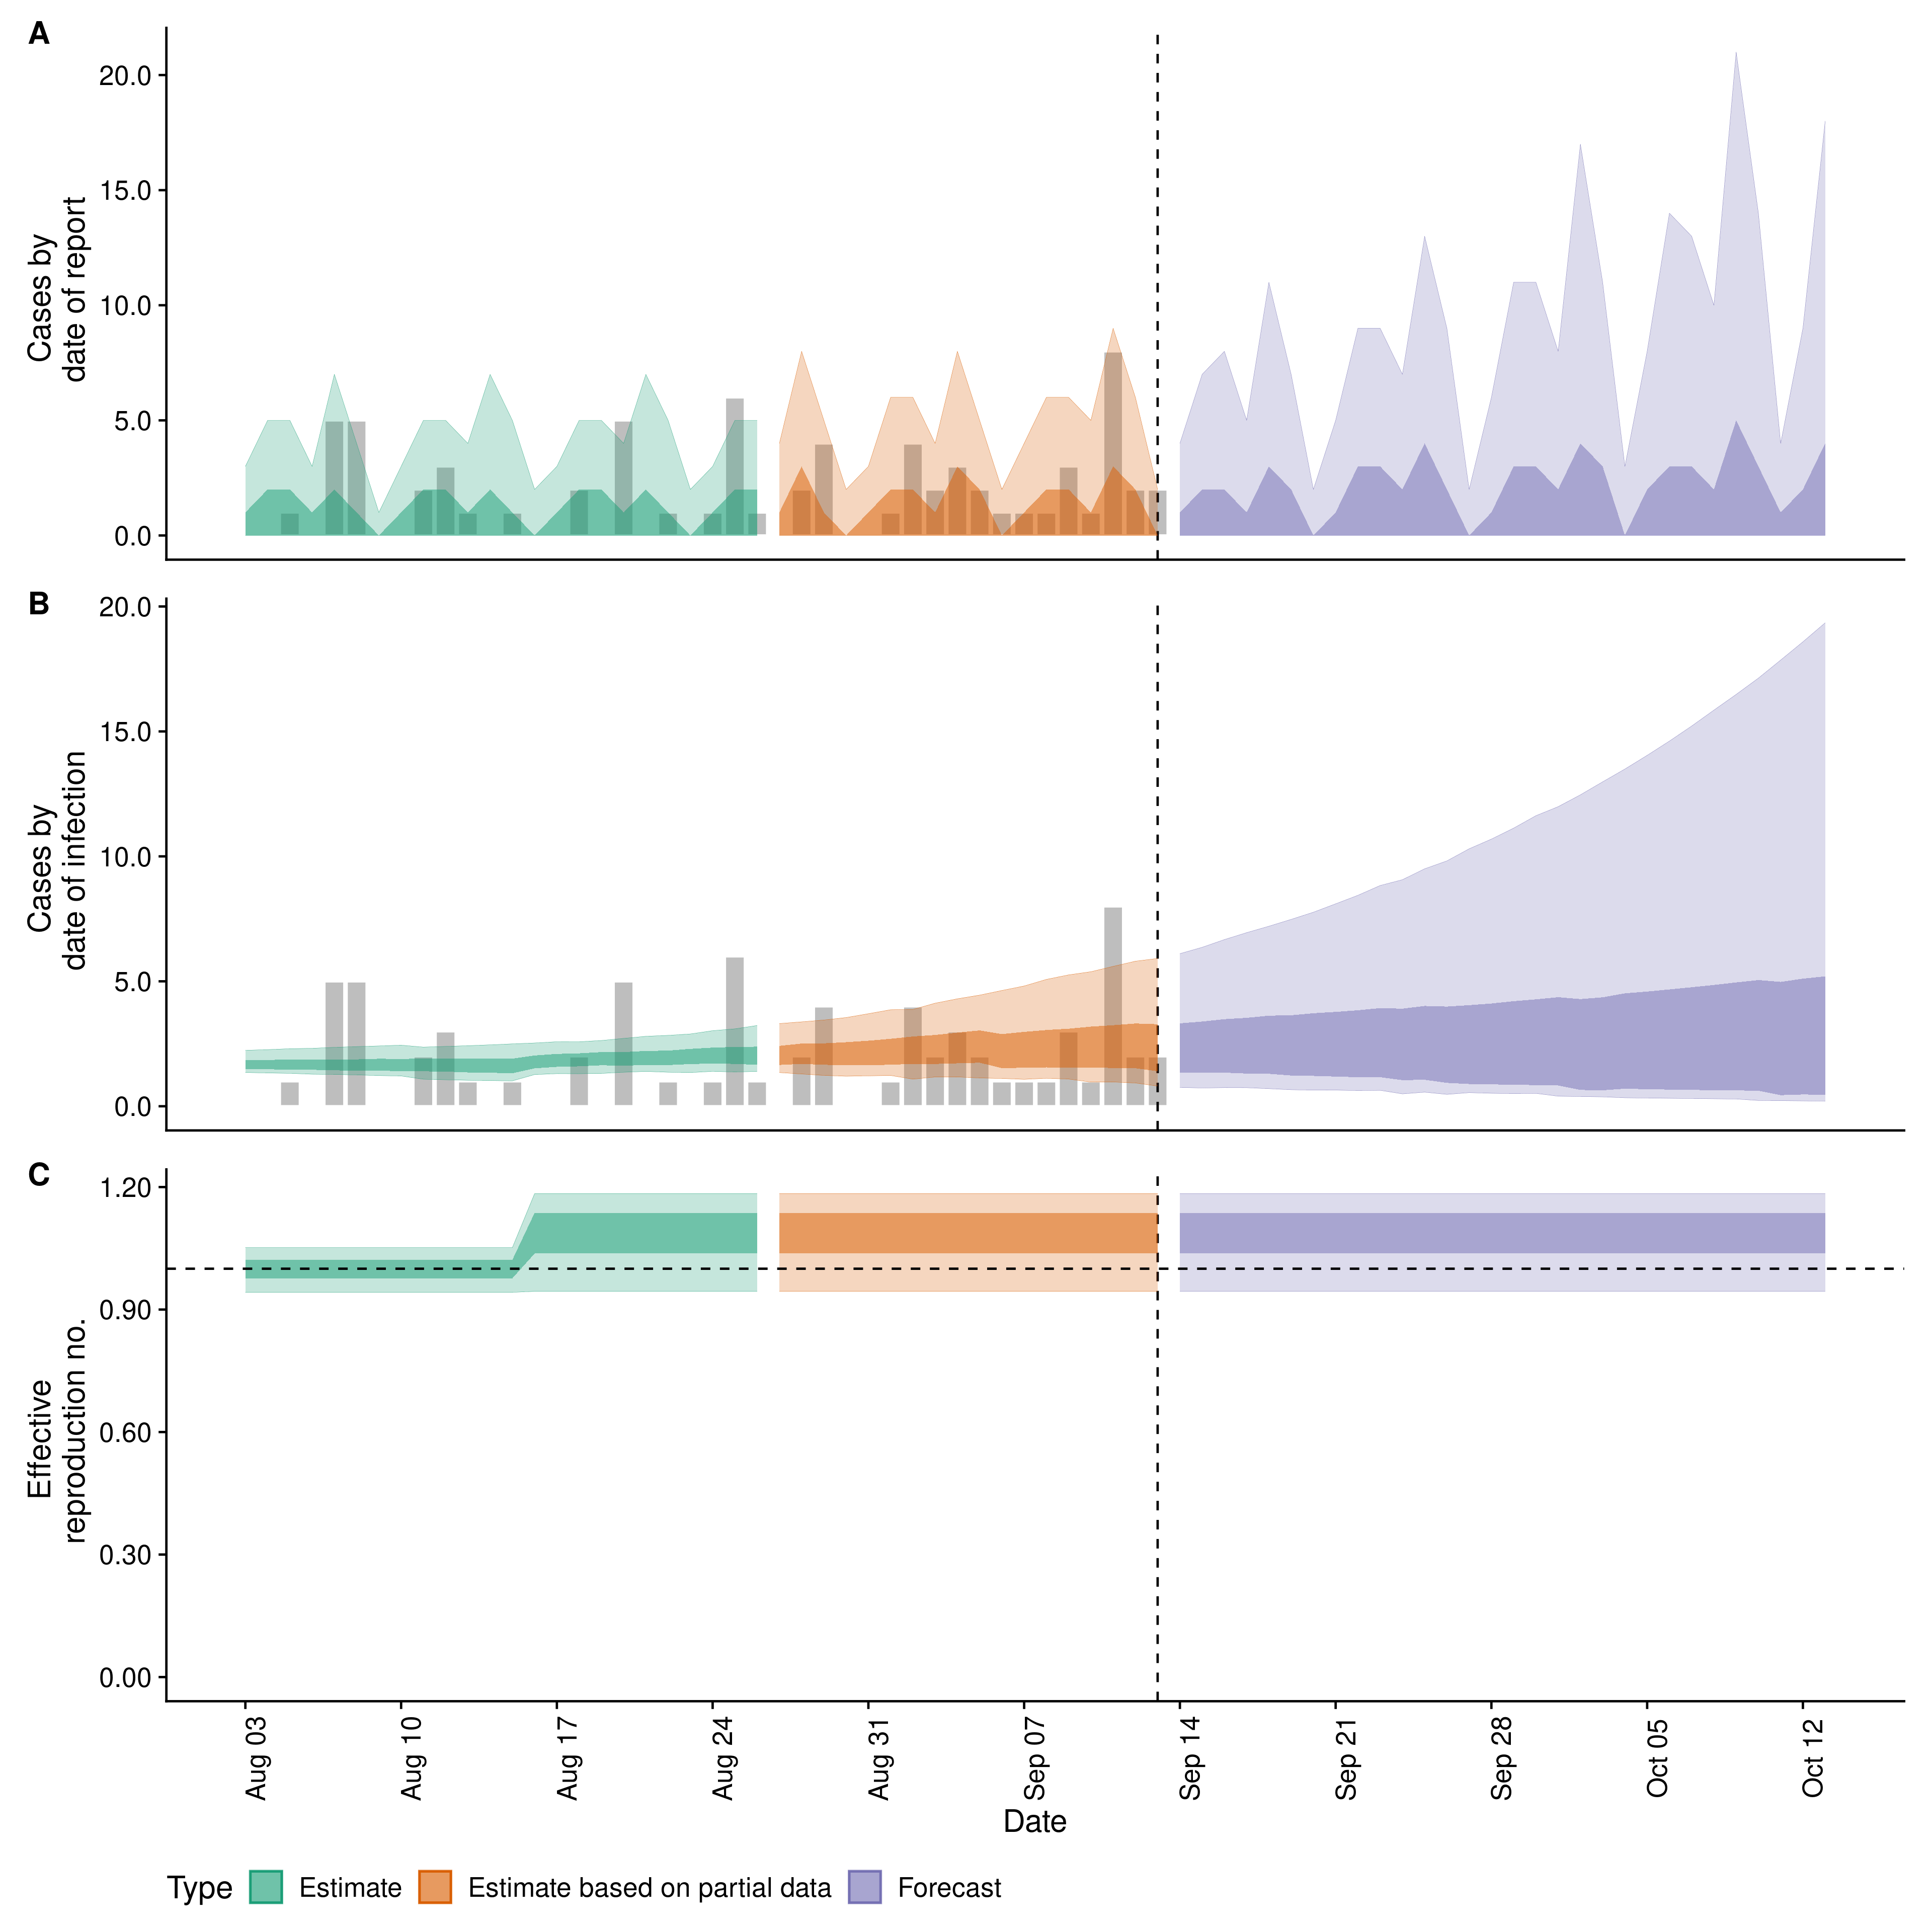 A
20.0
15.0
10.0
5.0
0.0
Cases by
date of report
B
20.0
15.0
10.0
5.0
0.0
Cases by
date of infection
C
1.20
0.90
0.60
0.30
0.00
Effective
reproduction no.
Aug 03
Aug 10
Aug 17
Aug 24
Aug 31
Sep 07
Sep 14
Sep 21
Sep 28
Oct 05
Oct 12
Date
Type Estimate Estimate based on partial data Forecast